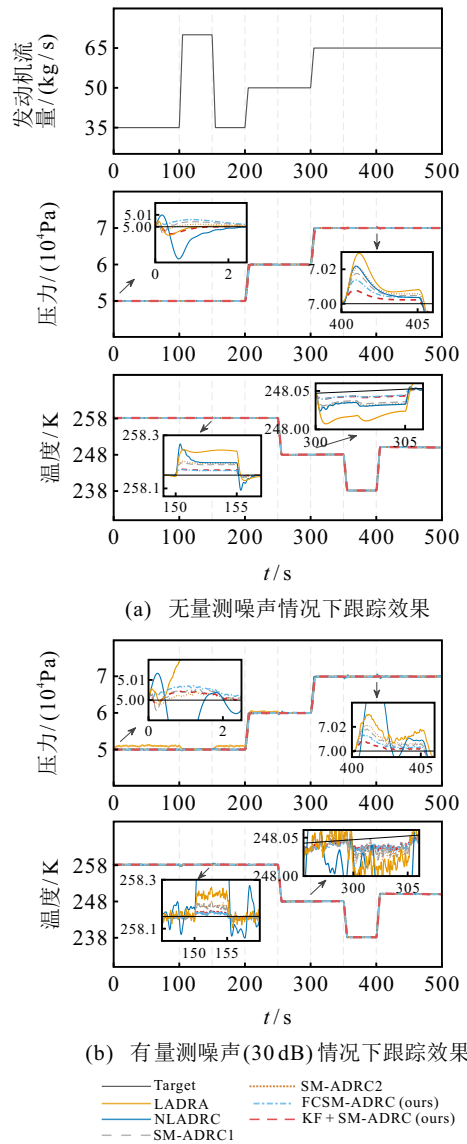 发动机流量/(kg/s)
65
50
35
0 100 200 300 400 500
压力/(10⁴Pa)
7
6
5
5.01
5.00
0 2
7.02
7.00
400 405
0 100 200 300 400 500
温度/K
258
248
238
258.3
258.1
150 155
248.05
248.00
300 305
0 100 200 300 400 500
t/s
(a) 无量测噪声情况下跟踪效果
压力/(10⁴Pa)
7
6
5
5.01
5.00
0 2
7.02
7.00
400 405
0 100 200 300 400 500
温度/K
258
248
238
258.3
258.1
150 155
248.05
248.00
300 305
0 100 200 300 400 500
t/s
(b) 有量测噪声(30 dB)情况下跟踪效果
Target
LADRA
NLADRC
SM-ADRC1
SM-ADRC2
FCSM-ADRC (ours)
KF + SM-ADRC (ours)